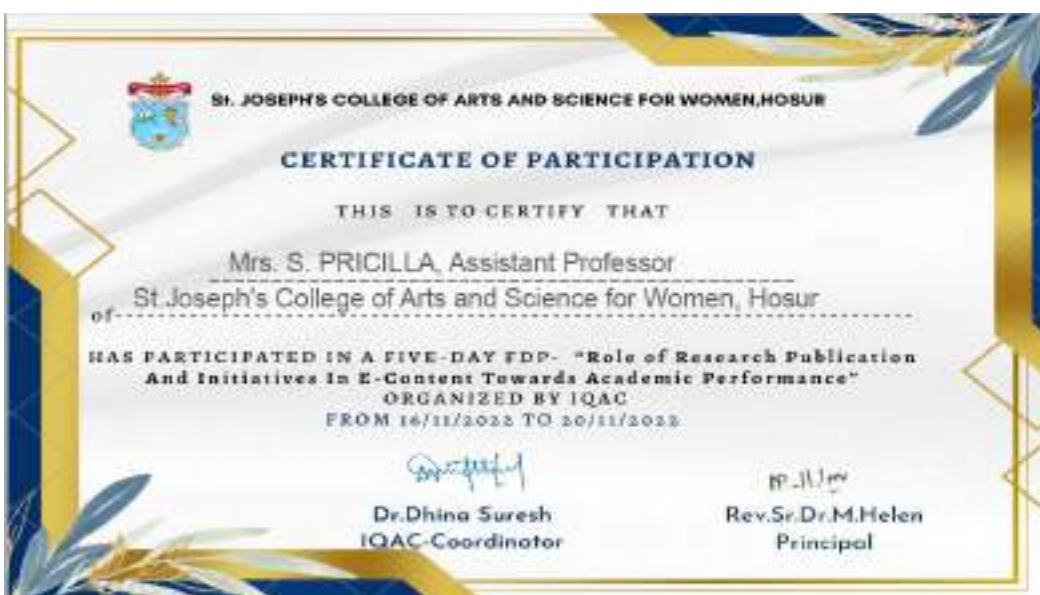 St. JOSEPH'S COLLEGE OF ARTS AND SCIENCE FOR WOMEN,HOSUR
CERTIFICATE OF PARTICIPATION
THIS IS TO CERTIFY THAT
Mrs. S. PRICILLA, Assistant Professor
of St.Joseph's College of Arts and Science for Women, Hosur
HAS PARTICIPATED IN A FIVE-DAY FDP- "Role of Research Publication
And Initiatives In E-Content Towards Academic Performance"
ORGANIZED BY IQAC
FROM 16/11/2022 TO 20/11/2022
Dr.Dhina Suresh Rev.Sr.Dr.M.Helen
IQAC-Coordinator Principal